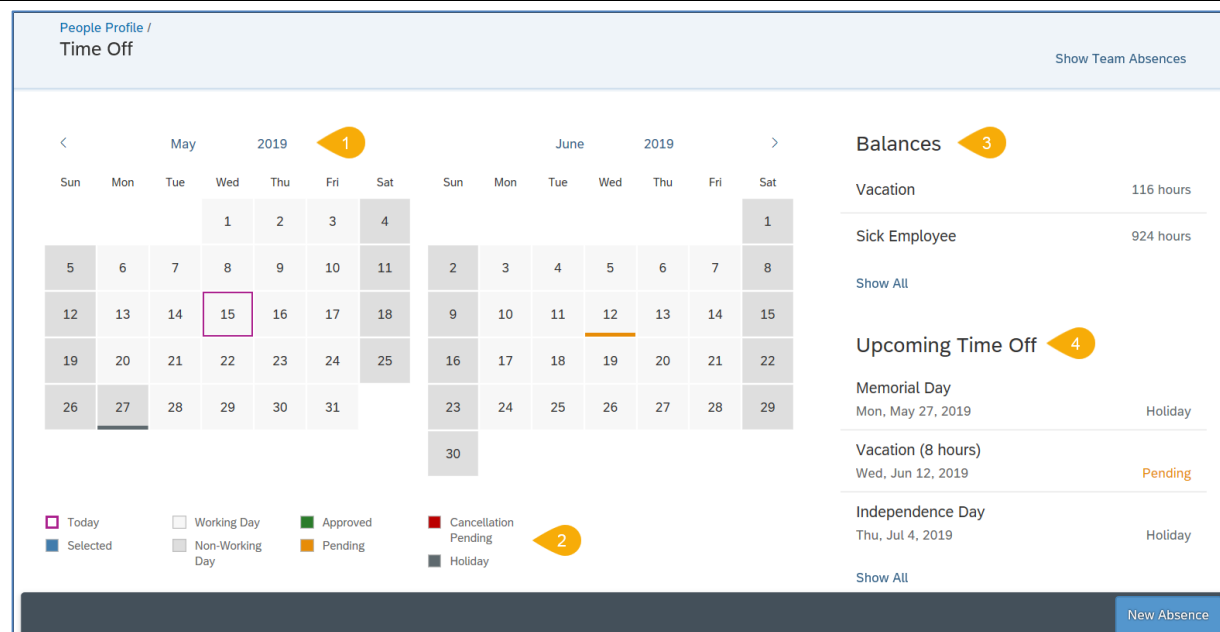 People Profile /
Time Off
Show Team Absences
May 2019 1
June 2019
Sun Mon Tue Wed Thu Fri Sat
1 2 3 4
5 6 7 8 9 10 11
12 13 14 15 16 17 18
19 20 21 22 23 24 25
26 27 28 29 30 31
Sun Mon Tue Wed Thu Fri Sat
1
2 3 4 5 6 7 8
9 10 11 12 13 14 15
16 17 18 19 20 21 22
23 24 25 26 27 28 29
30
Today
Selected
Working Day
Non-Working
Day
Approved
Pending
Cancellation
Pending
Holiday
2
Balances 3
Vacation 116 hours
Sick Employee 924 hours
Show All
Upcoming Time Off 4
Memorial Day
Mon, May 27, 2019 Holiday
Vacation (8 hours)
Wed, Jun 12, 2019 Pending
Independence Day
Thu, Jul 4, 2019 Holiday
Show All
New Absence